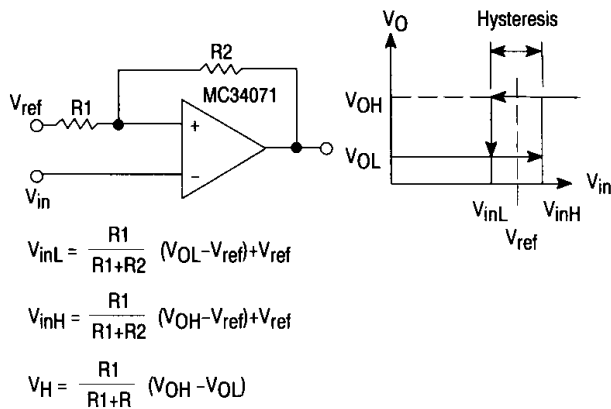 R2
MC34071
Vref R1
+
Vin
−
VO
Hysteresis
VOH
VOL
Vin
VinL VinH
Vref
VinL = R1 / R1+R2 (VOL−Vref)+Vref
VinH = R1 / R1+R2 (VOH−Vref)+Vref
VH = R1 / R1+R (VOH −VOL)